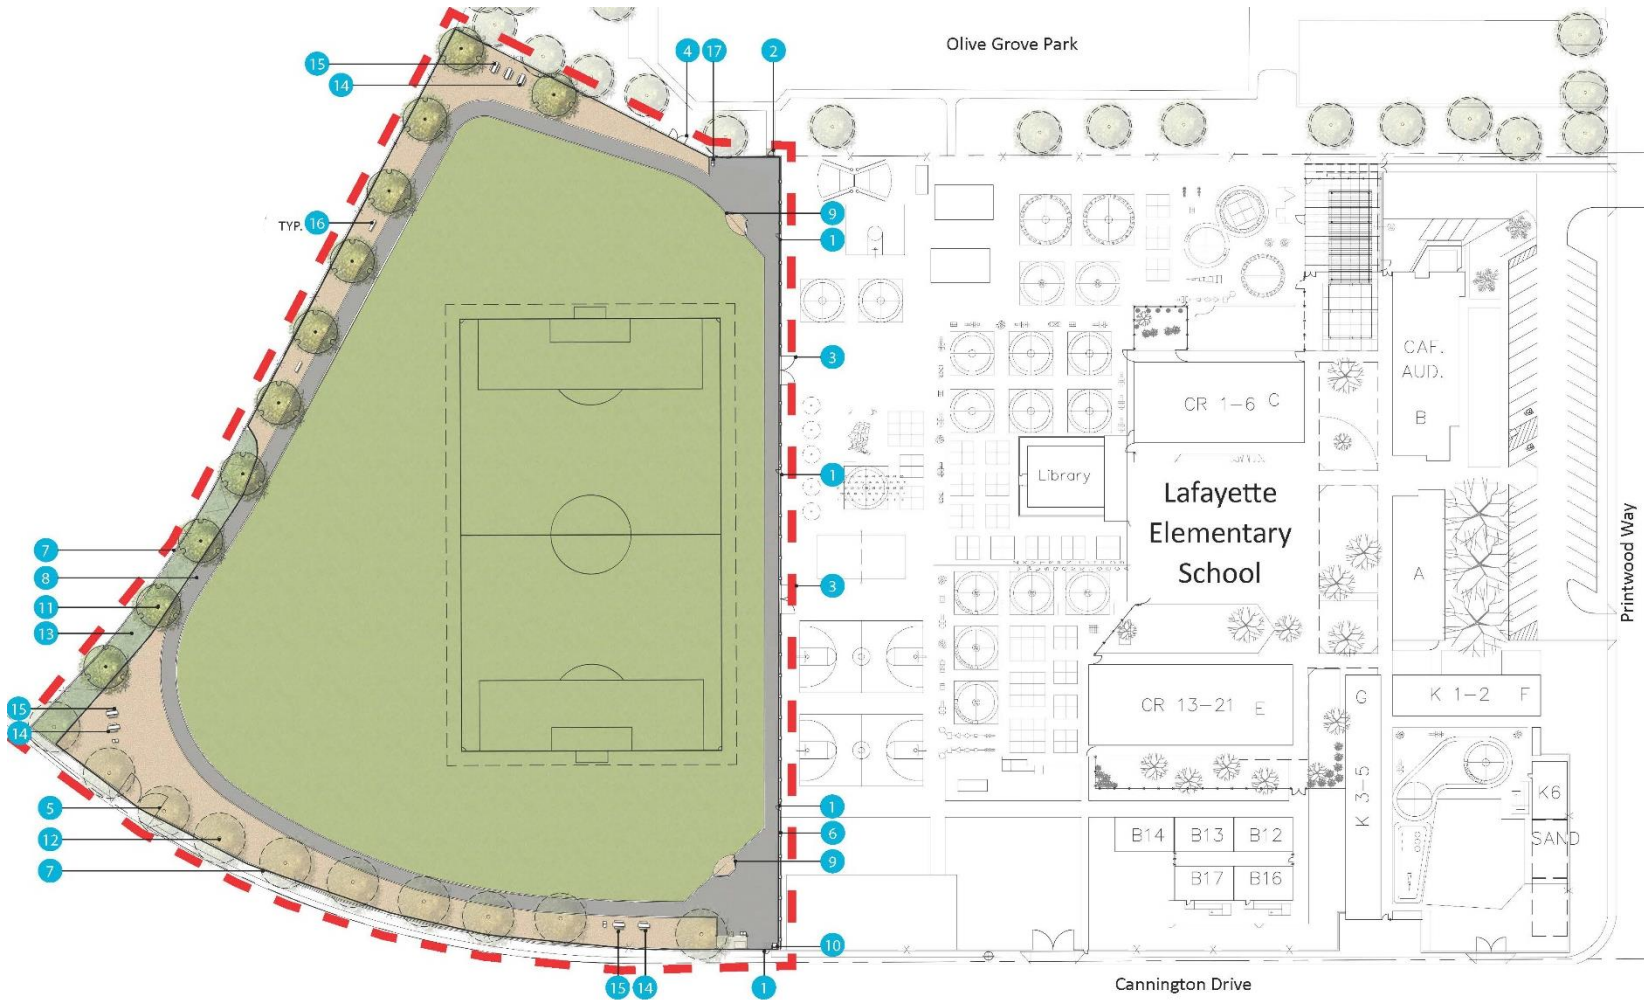 Olive Grove Park
4 17 2
15
14
9
TYP. 16
1
3
CAF.
AUD.
B
CR 1-6 C
1
Library
Lafayette
Elementary
School
Printwood Way
7
8
11
13
3
A
15
14
CR 13-21 E
G
K 1-2 F
K 3-5
K6
SAND
5
12
7
1
6
9
B14 B13 B12
B17 B16
10
15 14
1
Cannington Drive